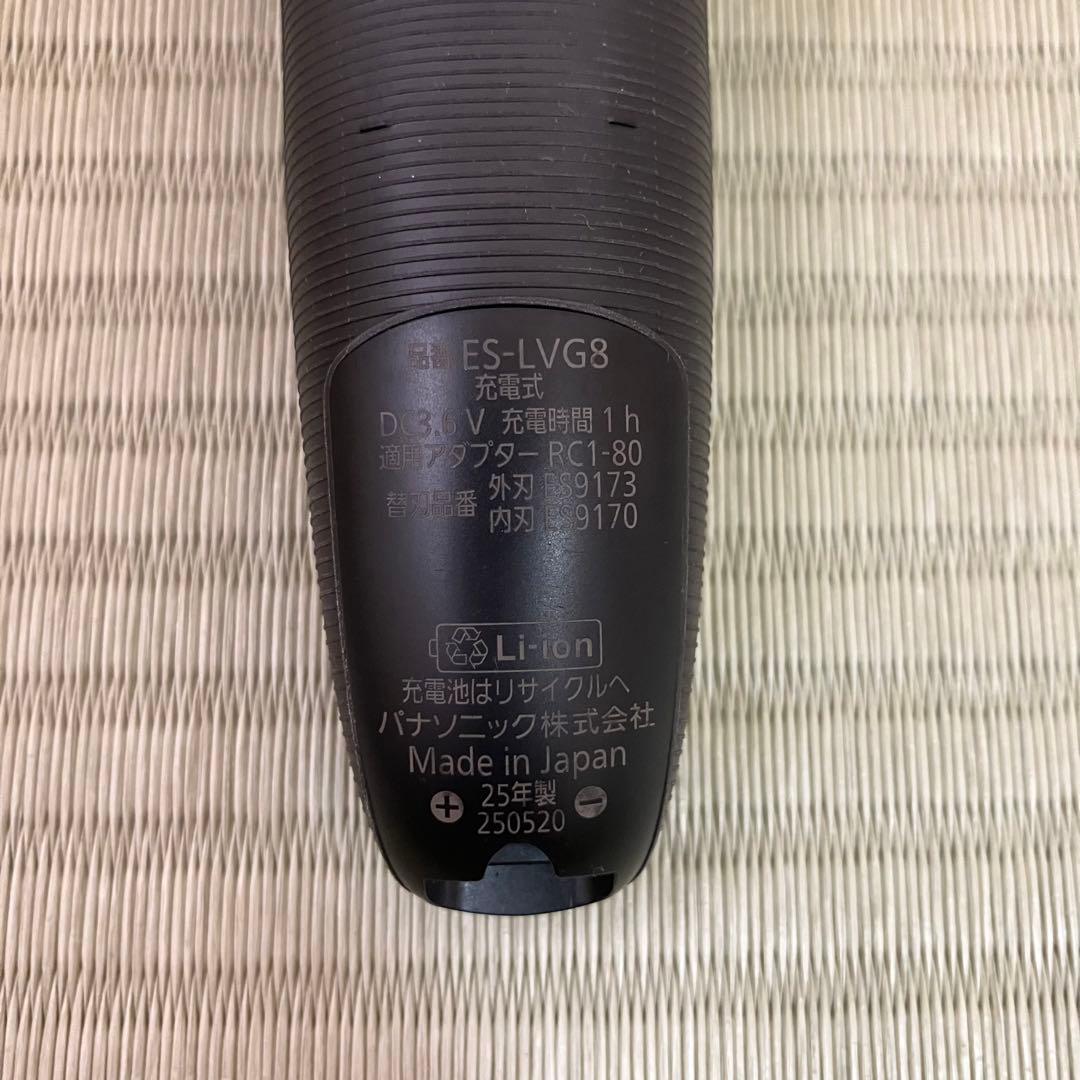 品番 ES-LVG8
充電式
DC3.6 V 充電時間 1 h
適用アダプター RC1-80
替刃品番 外刃 ES9173
内刃 ES9170
Li-ion
充電池はリサイクルへ
パナソニック株式会社
Made in Japan
25年製
250520